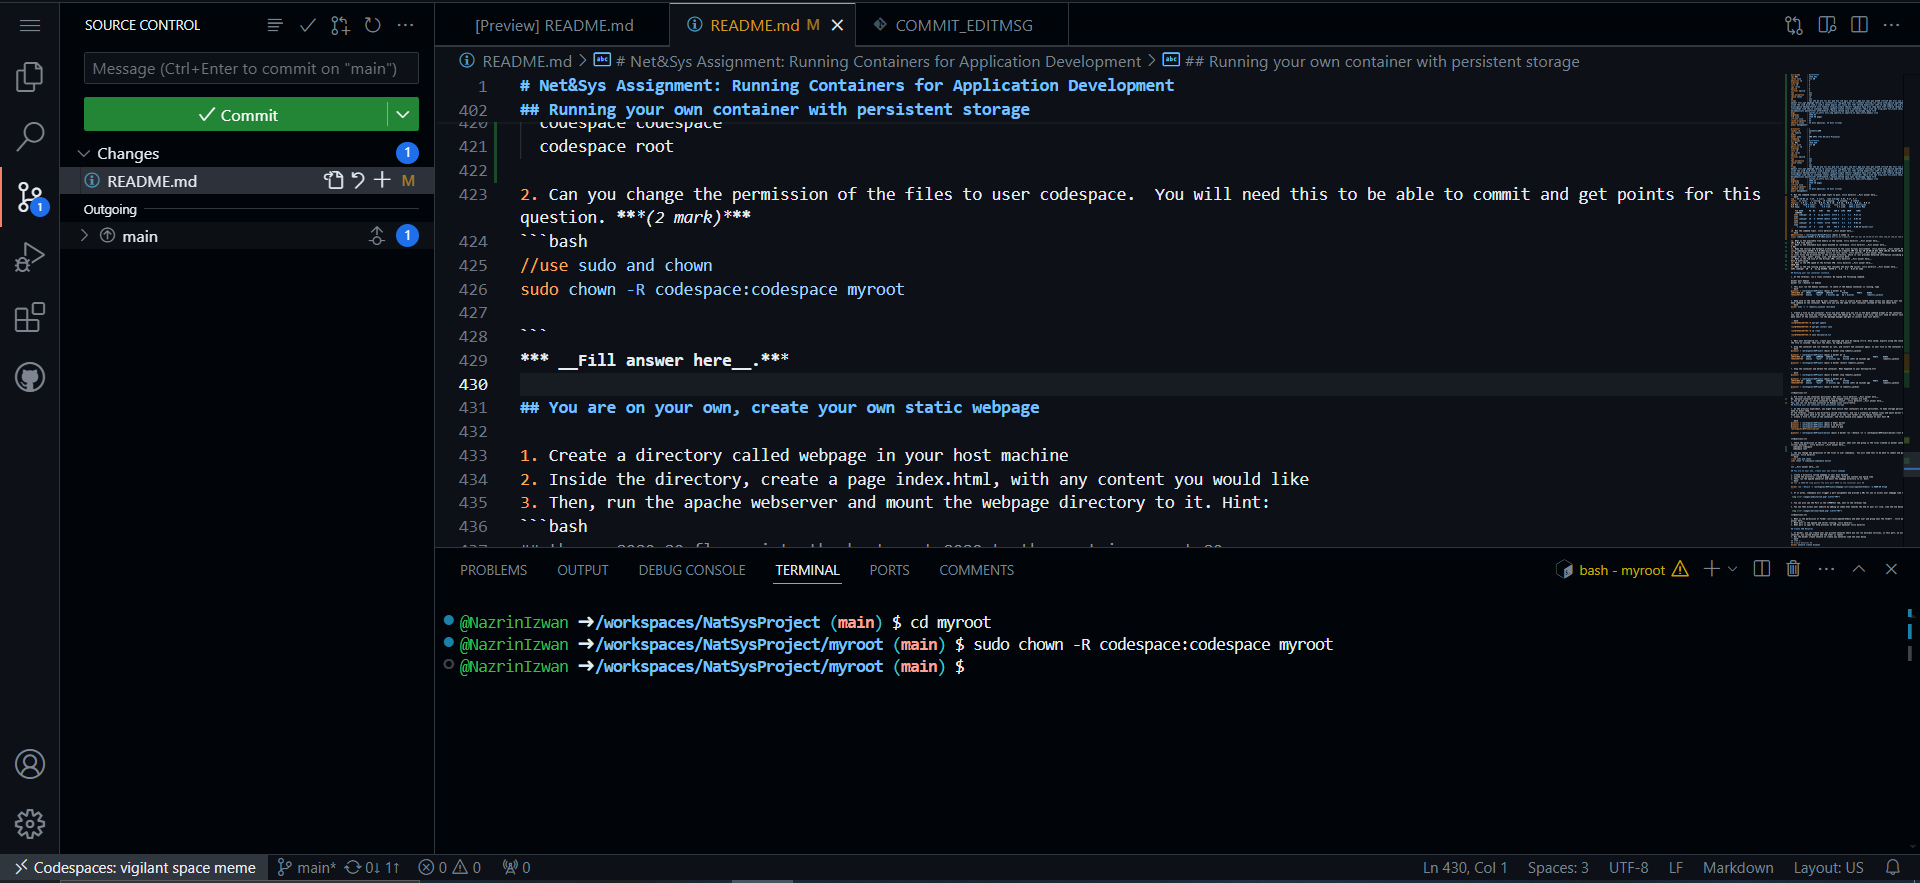 SOURCE CONTROL
Message (Ctrl+Enter to commit on "main")
Commit
Changes
1
README.md
M
Outgoing
main
1
1
[Preview] README.md
README.md M
COMMIT_EDITMSG
README.md > # Net&Sys Assignment: Running Containers for Application Development > ## Running your own container with persistent storage
1 # Net&Sys Assignment: Running Containers for Application Development
402 ## Running your own container with persistent storage
420 codespace codespace
421 codespace root
422
423 2. Can you change the permission of the files to user codespace.  You will need this to be able to commit and get points for this
question. ***(2 mark)***
424 ```bash
425 //use sudo and chown
426 sudo chown -R codespace:codespace myroot
427
428 ```
429 *** __Fill answer here__.***
430
431 ## You are on your own, create your own static webpage
432
433 1. Create a directory called webpage in your host machine
434 2. Inside the directory, create a page index.html, with any content you would like
435 3. Then, run the apache webserver and mount the webpage directory to it. Hint:
436 ```bash
PROBLEMS OUTPUT DEBUG CONSOLE TERMINAL PORTS COMMENTS
bash - myroot
@NazrinIzwan ➜/workspaces/NatSysProject (main) $ cd myroot
@NazrinIzwan ➜/workspaces/NatSysProject/myroot (main) $ sudo chown -R codespace:codespace myroot
@NazrinIzwan ➜/workspaces/NatSysProject/myroot (main) $
Codespaces: vigilant space meme
main* 0↓ 1↑ 0 0 0
Ln 430, Col 1 Spaces: 3 UTF-8 LF Markdown Layout: US